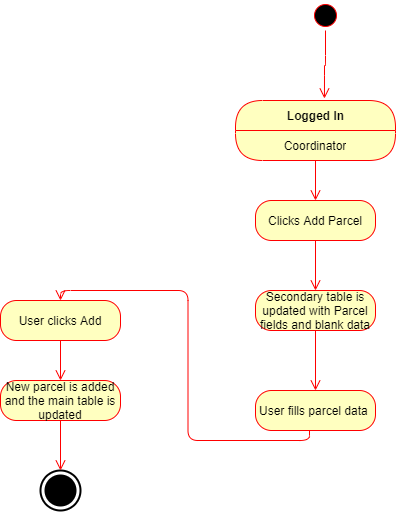 Logged In
Coordinator
Clicks Add Parcel
Secondary table is
updated with Parcel
fields and blank data
User fills parcel data
User clicks Add
New parcel is added
and the main table is
updated